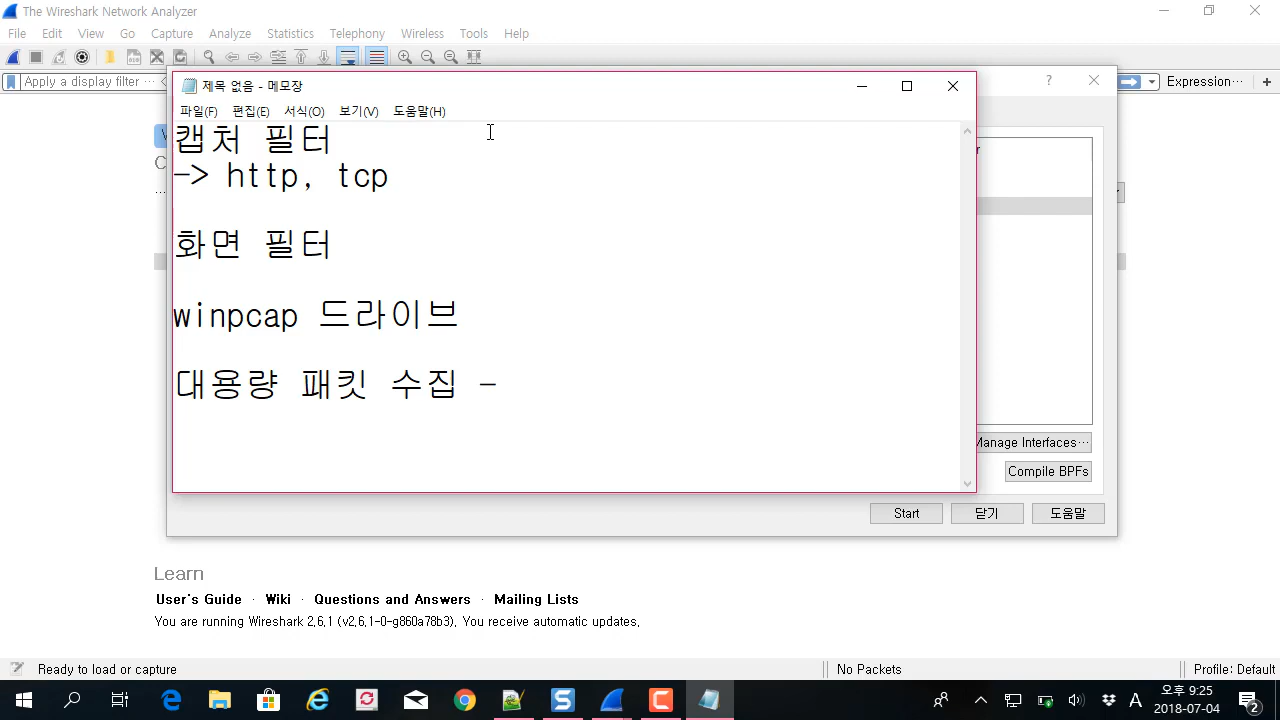 The Wireshark Network Analyzer
File Edit View Go Capture Analyze Statistics Telephony Wireless Tools Help
Apply a display filter ··· Expression··· +
제목 없음 - 메모장
파일(F) 편집(E) 서식(O) 보기(V) 도움말(H)
캡처 필터
-> http, tcp
화면 필터
winpcap 드라이브
대용량 패킷 수집 -
Manage Interfaces···
Compile BPFs
Start 닫기 도움말
Learn
User's Guide · Wiki · Questions and Answers · Mailing Lists
You are running Wireshark 2.6.1 (v2.6.1-0-g860a78b3). You receive automatic updates.
Ready to load or capture No Packets Profile: Default
A 오후 9:25
2018-07-04 2